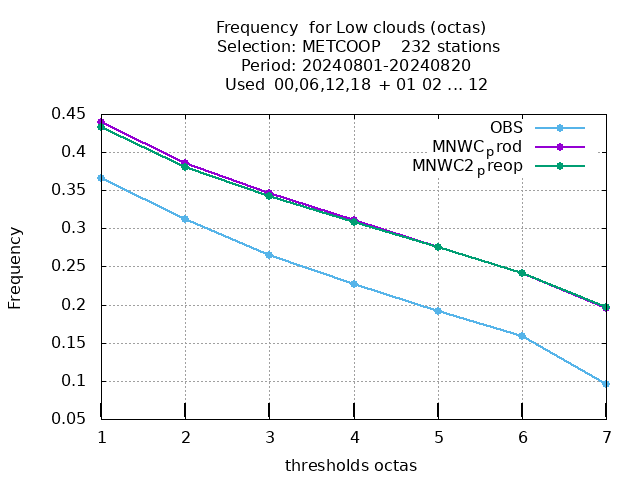 Frequency  for Low clouds (octas)
Selection: METCOOP    232 stations
Period: 20240801-20240820
Used  00,06,12,18  + 01 02 ... 12
OBS
MNWCprod
MNWC2preop
0.45
0.4
0.35
0.3
0.25
0.2
0.15
0.1
0.05
Frequency
1 2 3 4 5 6 7
thresholds octas